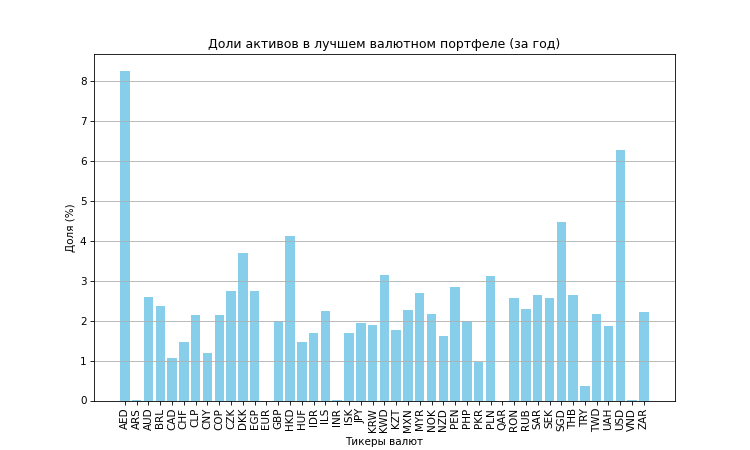 Доли активов в лучшем валютном портфеле (за год)
Доля (%)
8
7
6
5
4
3
2
1
0
AED ARS AUD BRL CAD CHF CLP CNY COP CZK DKK EGP EUR GBP HKD HUF IDR ILS INR ISK JPY KRW KWD KZT MXN MYR NOK NZD PEN PHP PKR PLN QAR RON RUB SAR SEK SGD THB TRY TWD UAH USD VND ZAR
Тикеры валют